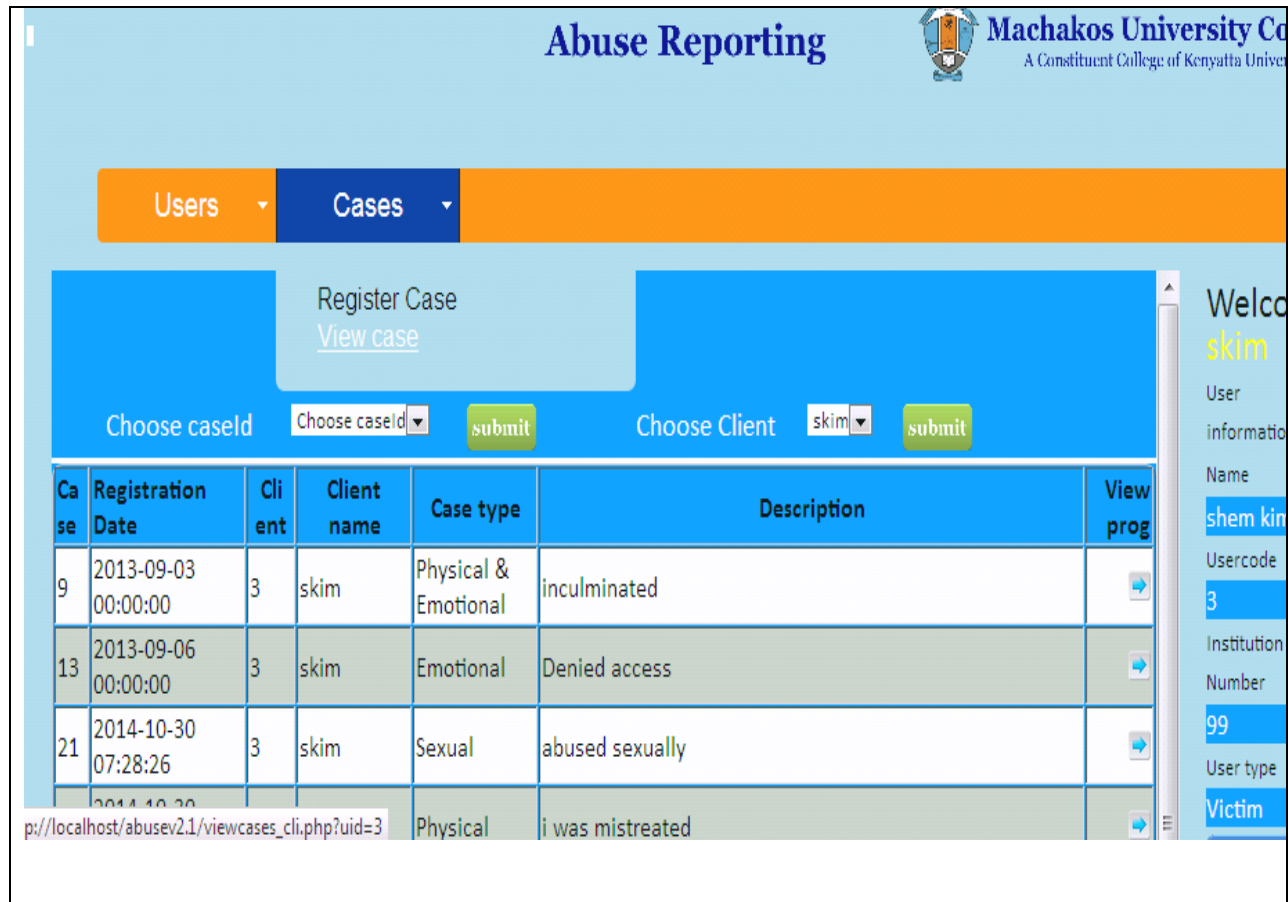 Abuse Reporting
Machakos University Co
A Constituent College of Kenyatta Univer
Users
Cases
Register Case
View case
Choose caseId
Choose caseId
submit
Choose Client
skim
submit
Ca
se
Registration
Date
Cli
ent
Client
name
Case type
Description
View
prog
9
2013-09-03
00:00:00
3
skim
Physical &
Emotional
inculminated
13
2013-09-06
00:00:00
3
skim
Emotional
Denied access
21
2014-10-30
07:28:26
3
skim
Sexual
abused sexually
Physical
i was mistreated
p://localhost/abusev2.1/viewcases_cli.php?uid=3
Welco
skim
User
informatio
Name
shem kim
Usercode
3
Institution
Number
99
User type
Victim